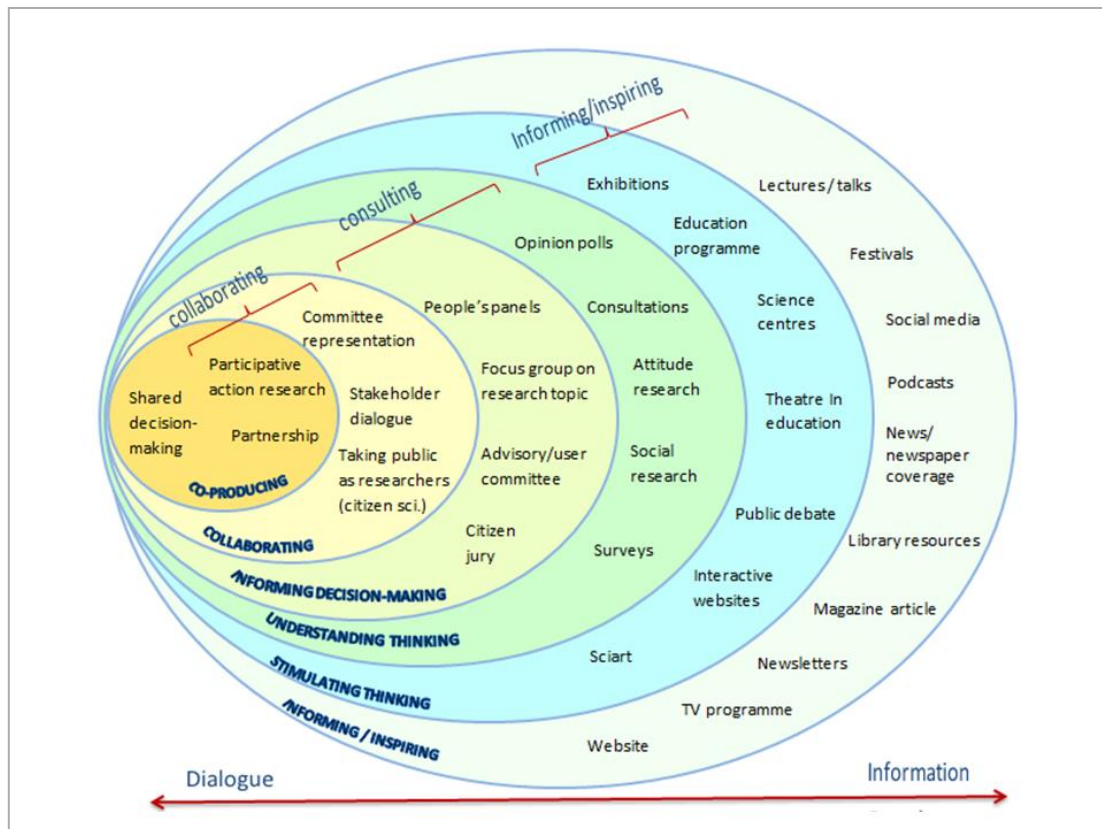 Informing/inspiring
consulting
collaborating
Exhibitions
Lectures / talks
Education
programme
Opinion polls
Festivals
Science
centres
Consultations
People's panels
Committee
representation
Social media
Participative
action research
Focus group on
research topic
Attitude
research
Podcasts
Shared
decision-
making
Stakeholder
dialogue
Theatre In
education
Partnership
News/
newspaper
coverage
Taking public
as researchers
(citizen sci.)
Advisory/user
committee
Social
research
CO-PRODUCING
Public debate
COLLABORATING
Citizen
jury
Surveys
Library resources
INFORMING DECISION-MAKING
Interactive
websites
Magazine article
UNDERSTANDING THINKING
Sciart
Newsletters
STIMULATING THINKING
TV programme
INFORMING / INSPIRING
Website
Dialogue
Information